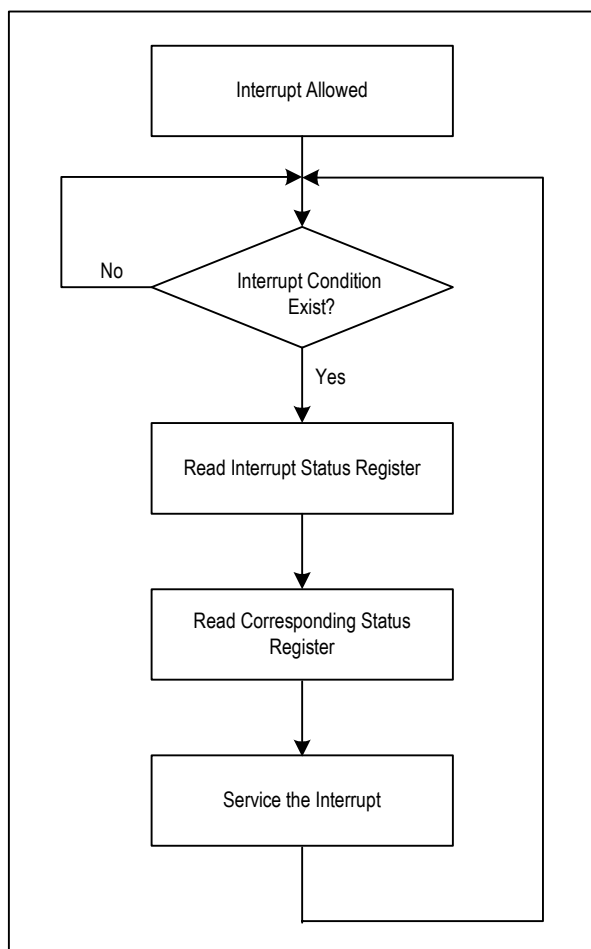 Interrupt Allowed
Interrupt Condition
Exist?
No
Yes
Read Interrupt Status Register
Read Corresponding Status
Register
Service the Interrupt